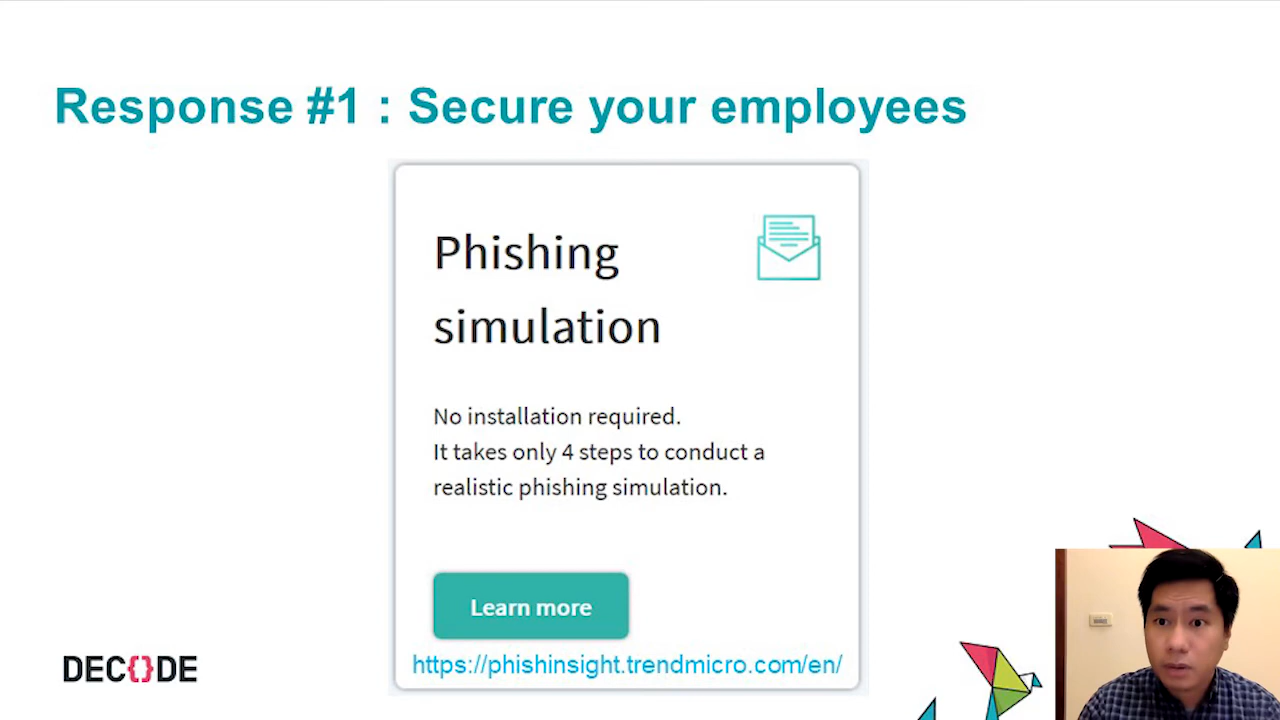 Response #1 : Secure your employees
Phishing
simulation
No installation required.
It takes only 4 steps to conduct a
realistic phishing simulation.
Learn more
https://phishinsight.trendmicro.com/en/
DEC{}DE